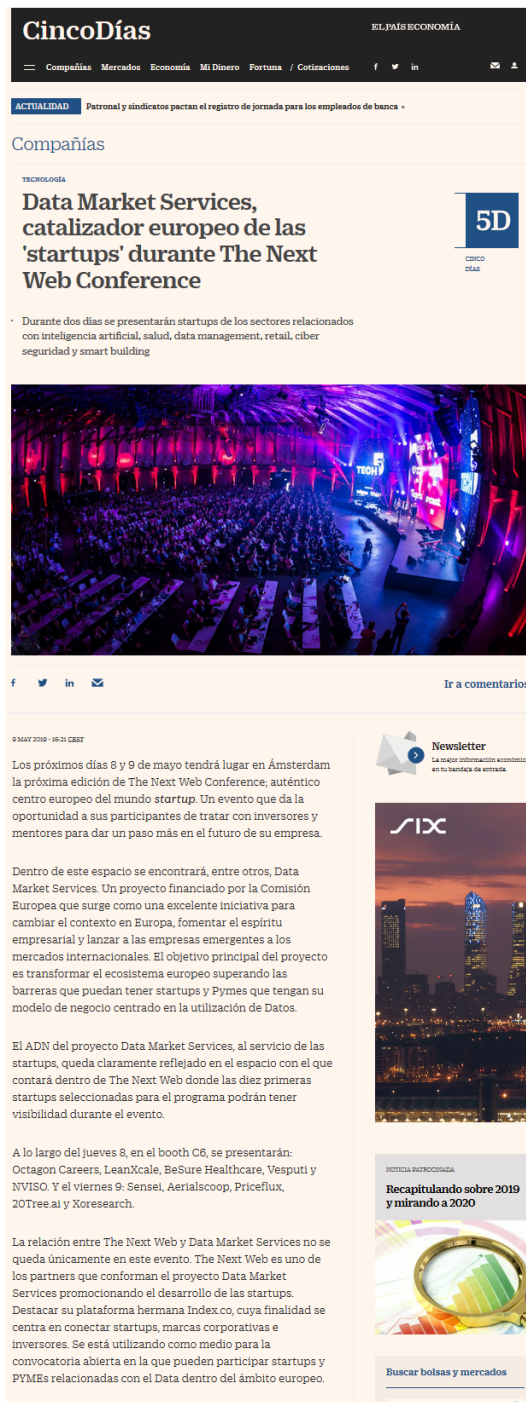 CincoDías
EL PAÍS ECONOMÍA
Compañías Mercados Economía Mi Dinero Fortuna / Cotizaciones
ACTUALIDAD Patronal y sindicatos pactan el registro de jornada para los empleados de banca
Compañías
TECNOLOGÍA
Data Market Services,
catalizador europeo de las
'startups' durante The Next
Web Conference
5D
CINCO
DÍAS
· Durante dos días se presentarán startups de los sectores relacionados
con inteligencia artificial, salud, data management, retail, ciber
seguridad y smart building
TECH
Ir a comentarios
9 MAY 2019 - 16:21 CEST
Los próximos días 8 y 9 de mayo tendrá lugar en Ámsterdam
la próxima edición de The Next Web Conference; auténtico
centro europeo del mundo startup. Un evento que da la
oportunidad a sus participantes de tratar con inversores y
mentores para dar un paso más en el futuro de su empresa.
Dentro de este espacio se encontrará, entre otros, Data
Market Services. Un proyecto financiado por la Comisión
Europea que surge como una excelente iniciativa para
cambiar el contexto en Europa, fomentar el espíritu
empresarial y lanzar a las empresas emergentes a los
mercados internacionales. El objetivo principal del proyecto
es transformar el ecosistema europeo superando las
barreras que puedan tener startups y Pymes que tengan su
modelo de negocio centrado en la utilización de Datos.
El ADN del proyecto Data Market Services, al servicio de las
startups, queda claramente reflejado en el espacio con el que
contará dentro de The Next Web donde las diez primeras
startups seleccionadas para el programa podrán tener
visibilidad durante el evento.
A lo largo del jueves 8, en el booth C6, se presentarán:
Octagon Careers, LeanXcale, BeSure Healthcare, Vesputi y
NVISO. Y el viernes 9: Sensei, Aerialscoop, Priceflux,
20Tree.ai y Xoresearch.
La relación entre The Next Web y Data Market Services no se
queda únicamente en este evento. The Next Web es uno de
los partners que conforman el proyecto Data Market
Services promocionando el desarrollo de las startups.
Destacar su plataforma hermana Index.co, cuya finalidad se
centra en conectar startups, marcas corporativas e
inversores. Se está utilizando como medio para la
convocatoria abierta en la que pueden participar startups y
PYMEs relacionadas con el Data dentro del ámbito europeo.
Newsletter
La mejor información económic
en tu bandeja de entrada
SIX
NOTICIA PATROCINADA
Recapitulando sobre 2019
y mirando a 2020
Buscar bolsas y mercados